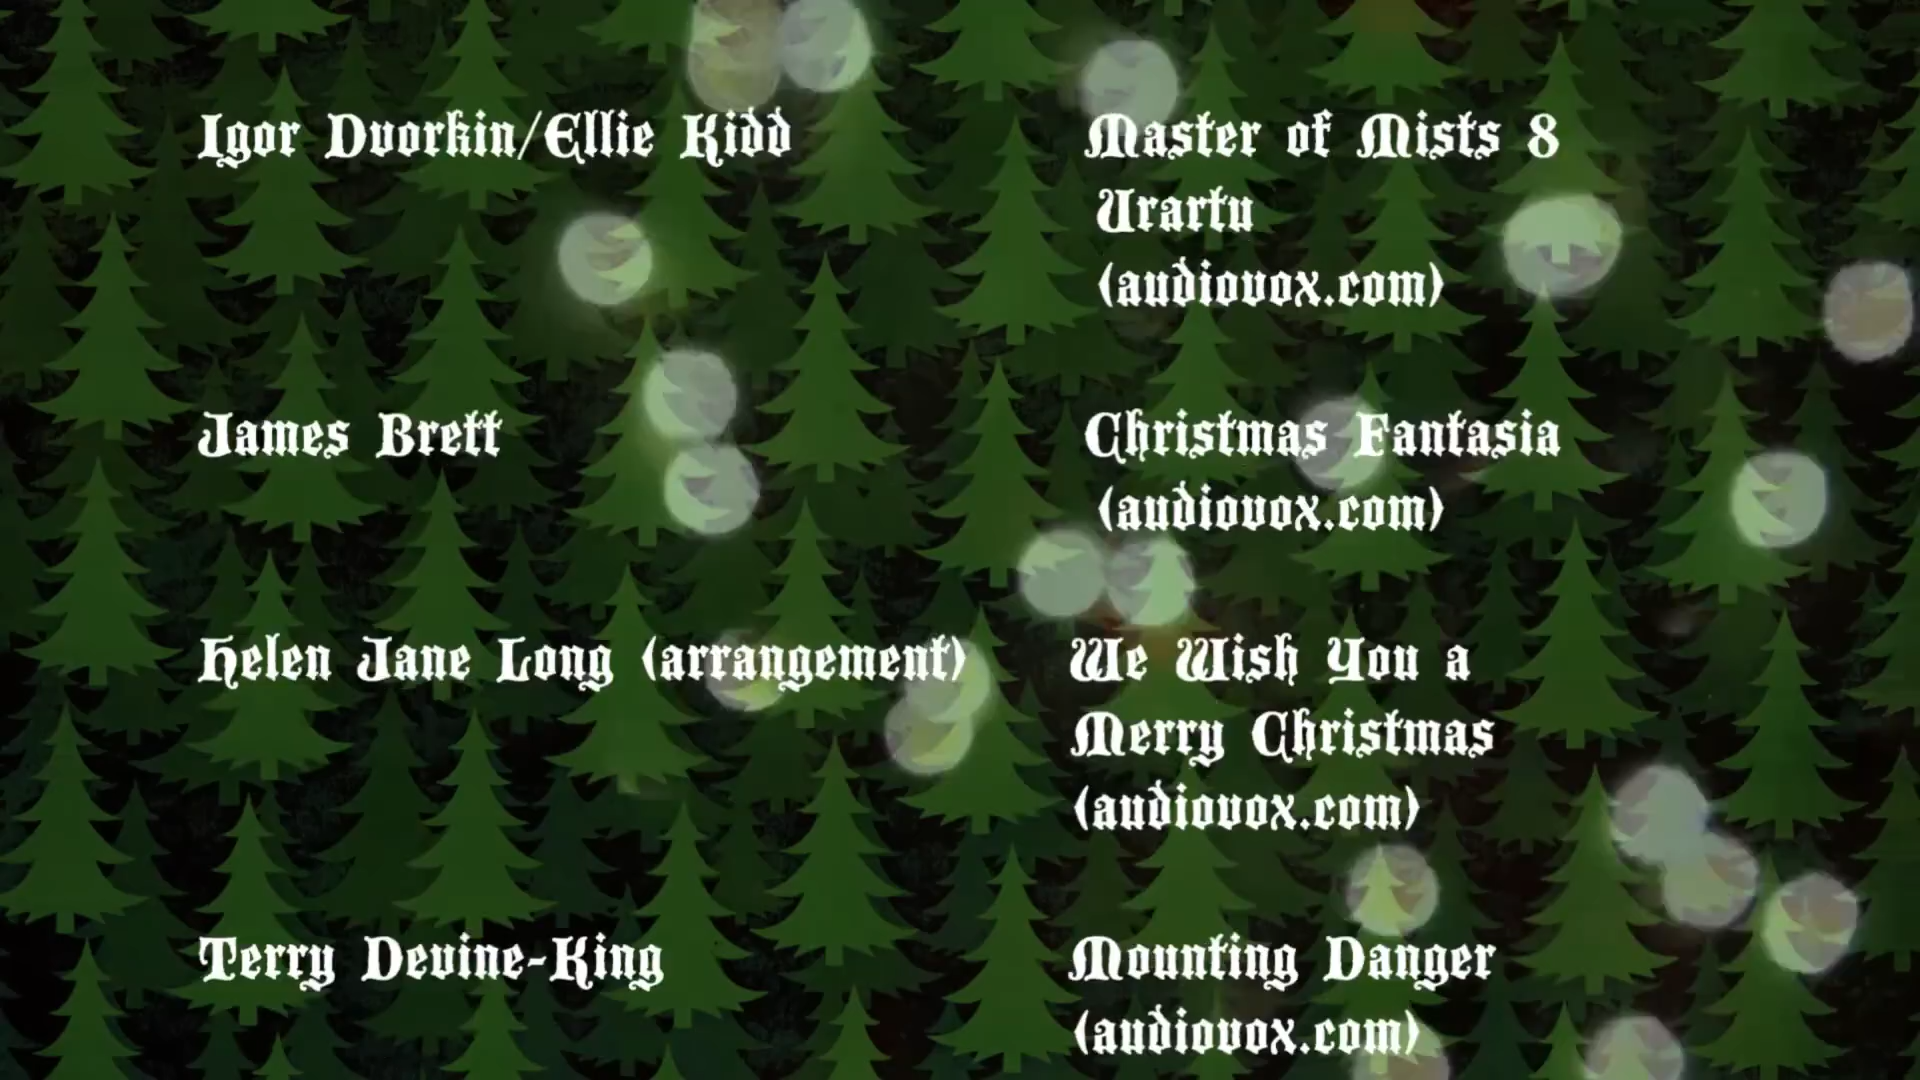 Igor Dvorkin/Ellie Kidd
Master of Mists 8
Urartu
(audiovox.com)
James Brett
Christmas Fantasia
(audiovox.com)
Helen Jane Long (arrangement)
We Wish You a
Merry Christmas
(audiovox.com)
Terry Devine-King
Mounting Danger
(audiovox.com)